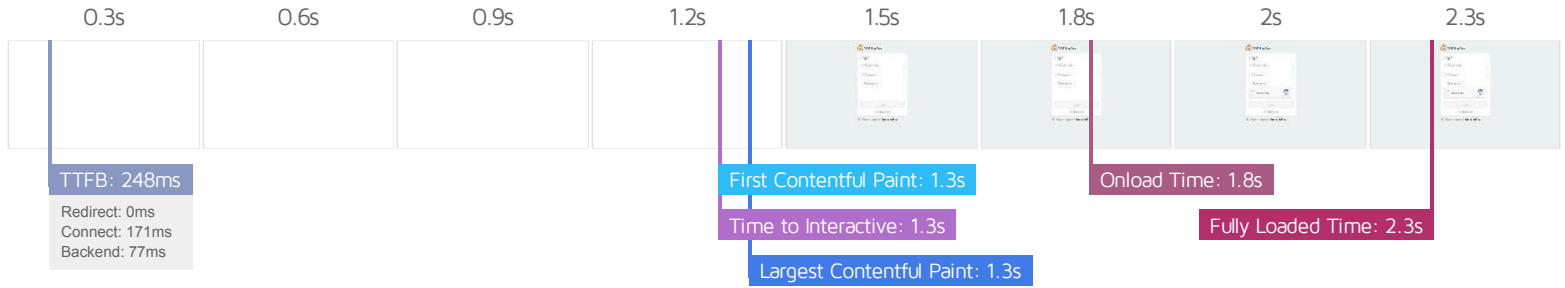 0.3s 0.6s 0.9s 1.2s 1.5s 1.8s 2s 2.3s
TTFB: 248ms
Redirect: 0ms
Connect: 171ms
Backend: 77ms
First Contentful Paint: 1.3s
Time to Interactive: 1.3s
Largest Contentful Paint: 1.3s
Onload Time: 1.8s
Fully Loaded Time: 2.3s